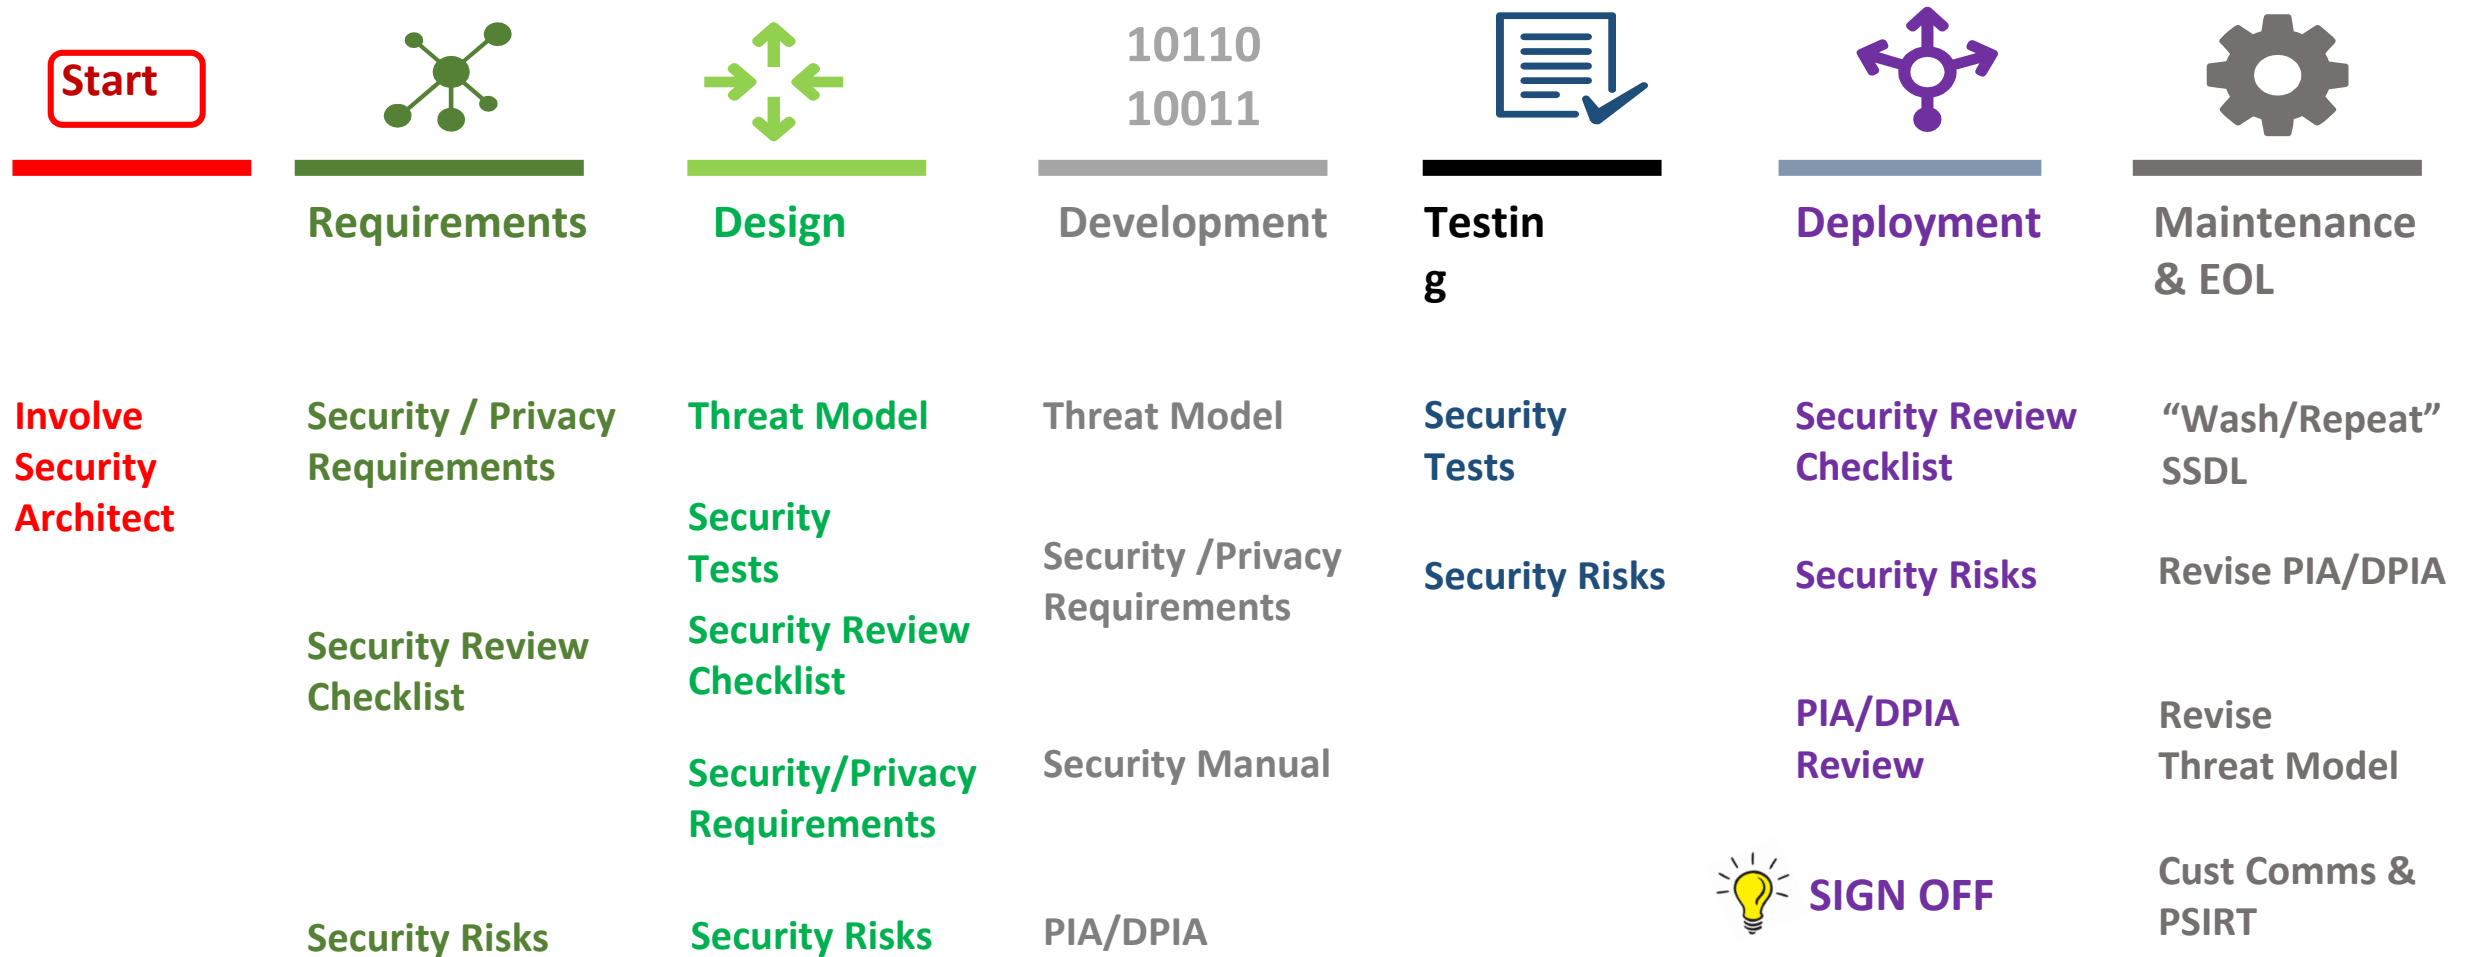 Start
10110
10011
Requirements
Design
Development
Testin
g
Deployment
Maintenance
& EOL
Involve
Security
Architect
Security / Privacy
Requirements
Security Review
Checklist
Security Risks
Threat Model
Security
Tests
Security Review
Checklist
Security/Privacy
Requirements
Security Risks
Threat Model
Security /Privacy
Requirements
Security Manual
PIA/DPIA
Security
Tests
Security Risks
Security Review
Checklist
Security Risks
PIA/DPIA
Review
SIGN OFF
“Wash/Repeat”
SSDL
Revise PIA/DPIA
Revise
Threat Model
Cust Comms &
PSIRT